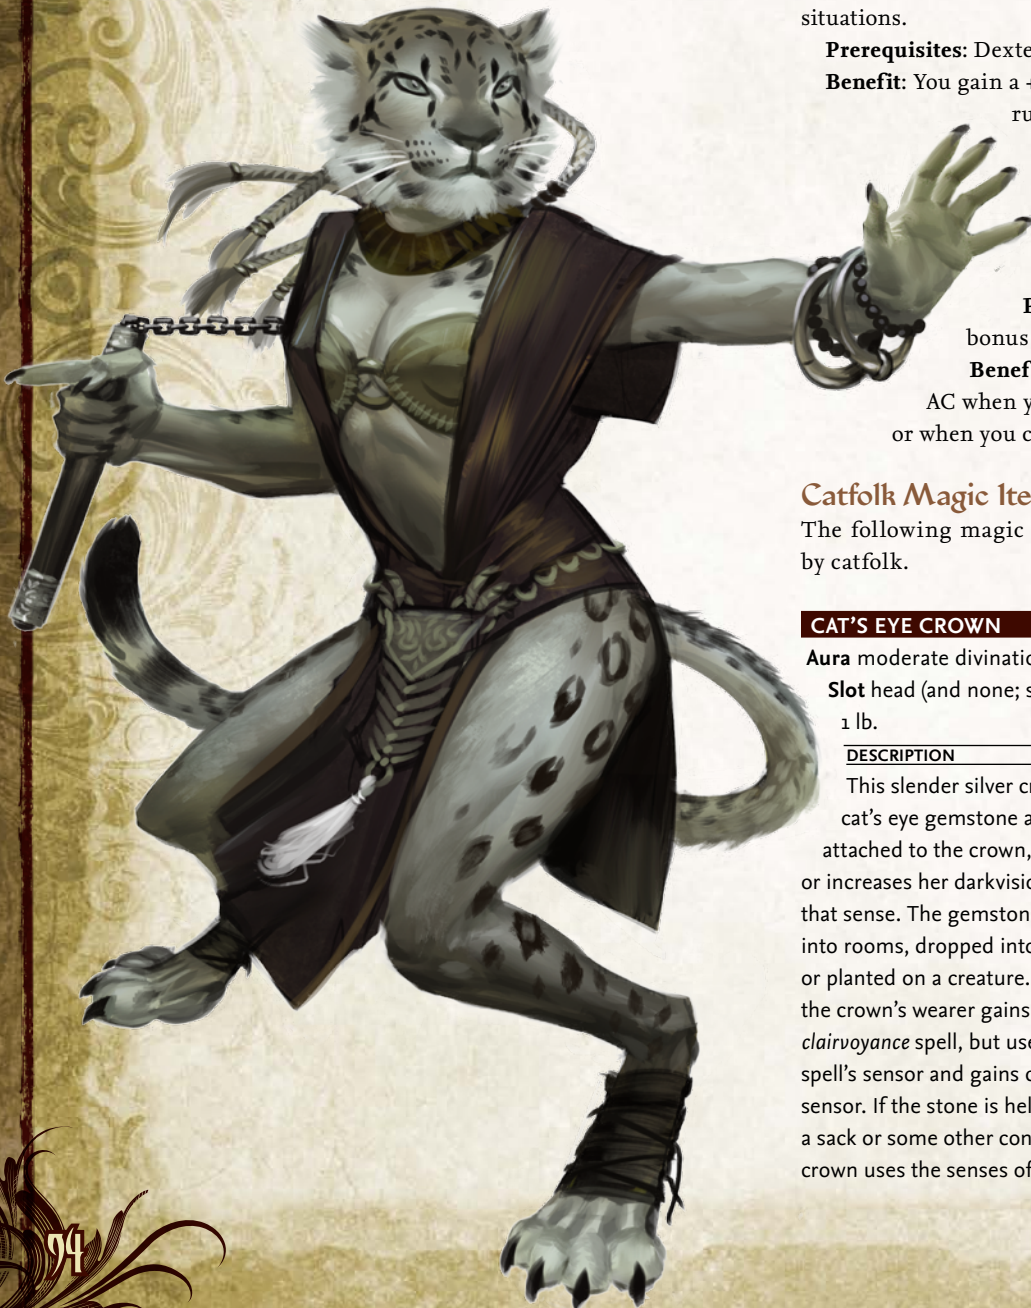 situations.
Prerequisites: Dexte
Benefit: You gain a +
ru
bonus
Benef
AC when y
or when you c
Catfolk Magic Ite
The following magic
by catfolk.
CAT'S EYE CROWN
Aura moderate divinatio
Slot head (and none; s
1 lb.
DESCRIPTION
This slender silver cr
cat's eye gemstone a
attached to the crown,
or increases her darkvisio
that sense. The gemston
into rooms, dropped into
or planted on a creature.
the crown's wearer gains
clairvoyance spell, but use
spell's sensor and gains
sensor. If the stone is hel
a sack or some other con
crown uses the senses of
94